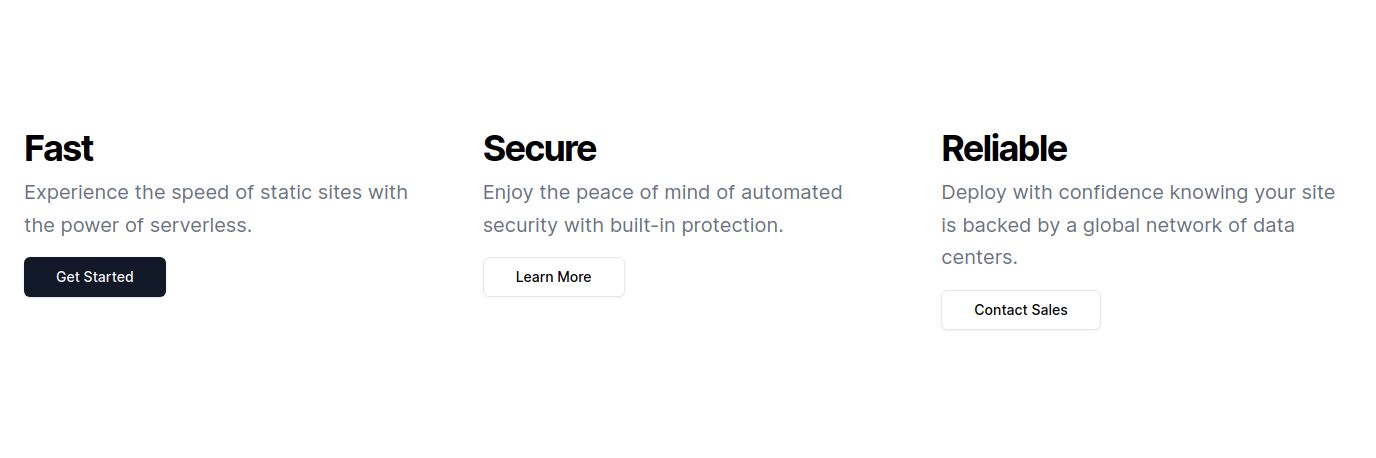 Fast
Experience the speed of static sites with
the power of serverless.
Get Started
Secure
Enjoy the peace of mind of automated
security with built-in protection.
Learn More
Reliable
Deploy with confidence knowing your site
is backed by a global network of data
centers.
Contact Sales